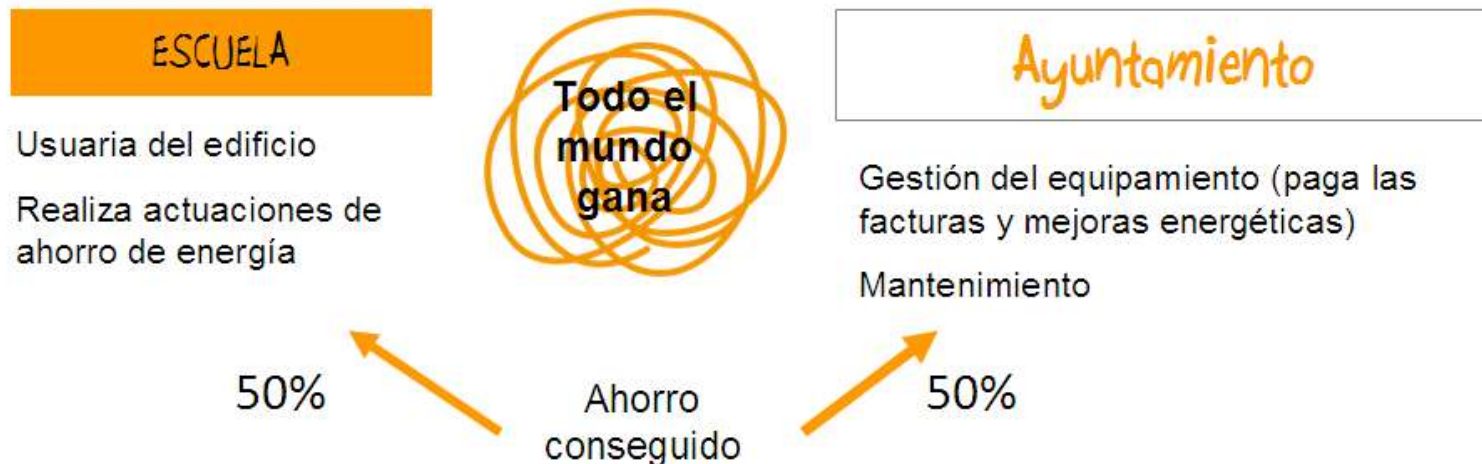 ESCUELA
Usuaria del edificio
Realiza actuaciones de
ahorro de energía
Todo el
mundo
gana
Ayuntamiento
Gestión del equipamiento (paga las
facturas y mejoras energéticas)
Mantenimiento
50%
Ahorro
conseguido
50%